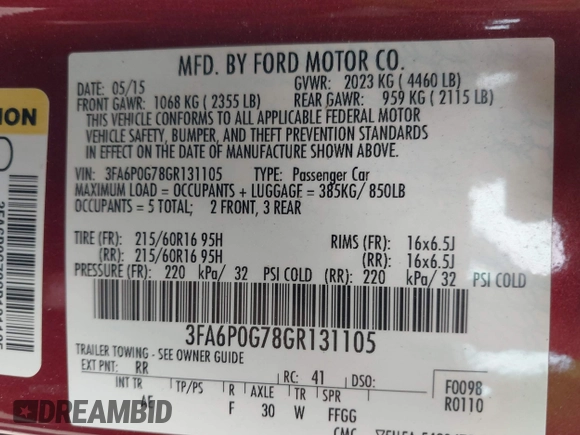 MFD. BY FORD MOTOR CO.
DATE: 05/15 GVWR: 2023 KG ( 4460 LB)
FRONT GAWR: 1068 KG ( 2355 LB) REAR GAWR: 959 KG ( 2115 LB)
THIS VEHICLE CONFORMS TO ALL APPLICABLE FEDERAL MOTOR
VEHICLE SAFETY, BUMPER, AND THEFT PREVENTION STANDARDS
IN EFFECT ON THE DATE OF MANUFACTURE SHOWN ABOVE.
VIN: 3FA6P0G78GR131105 TYPE: Passenger Car
MAXIMUM LOAD = OCCUPANTS + LUGGAGE = 385KG/ 850LB
OCCUPANTS = 5 TOTAL; 2 FRONT, 3 REAR
TIRE (FR): 215/60R16 95H RIMS (FR): 16x6.5J
(RR): 215/60R16 95H (RR): 16x6.5J
PRESSURE (FR): 220 kPa/ 32 PSI COLD (RR): 220 kPa/ 32 PSI COLD
3FA6P0G78GR131105
TRAILER TOWING - SEE OWNER GUIDE
EXT PNT: RR RC: 41 DSO: F0098
INT TR TP/PS R AXLE TR SPR R0110
AF F 30 W FFGG
DREAMBID